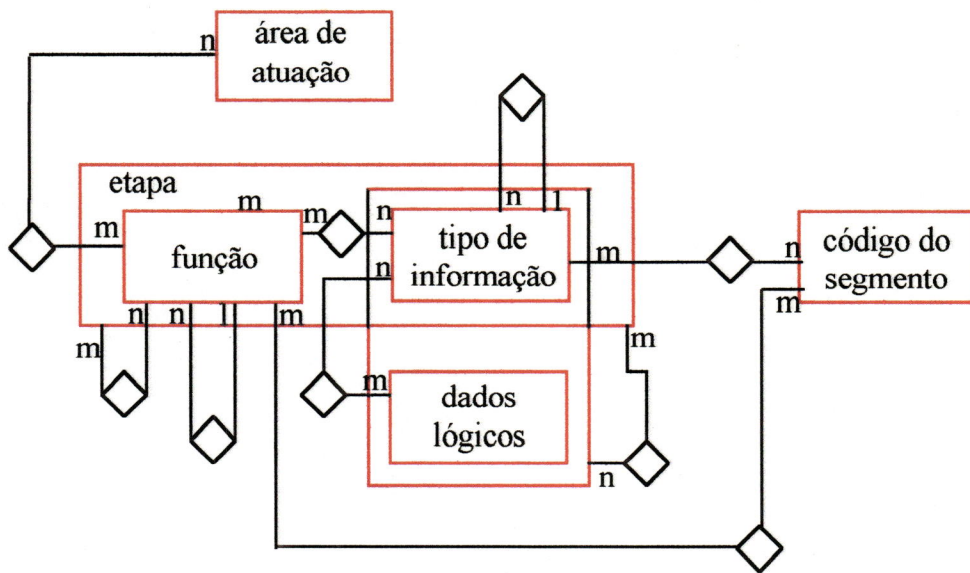 n
área de
atuação
etapa
n
1
m
m
m
n
função
tipo de
informação
m
m
n
código do
segmento
n
m
n
n
1
m
m
m
m
dados
lógicos
n